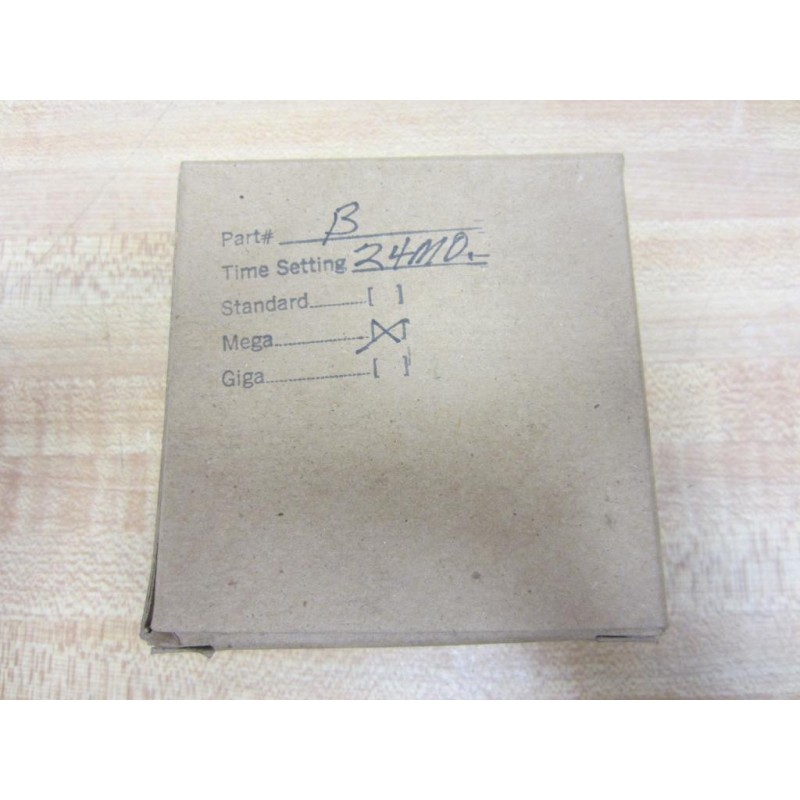 Part# B
Time Setting 24MO.
Standard..........[ ]
Mega..........[X]
Giga..........[ ]